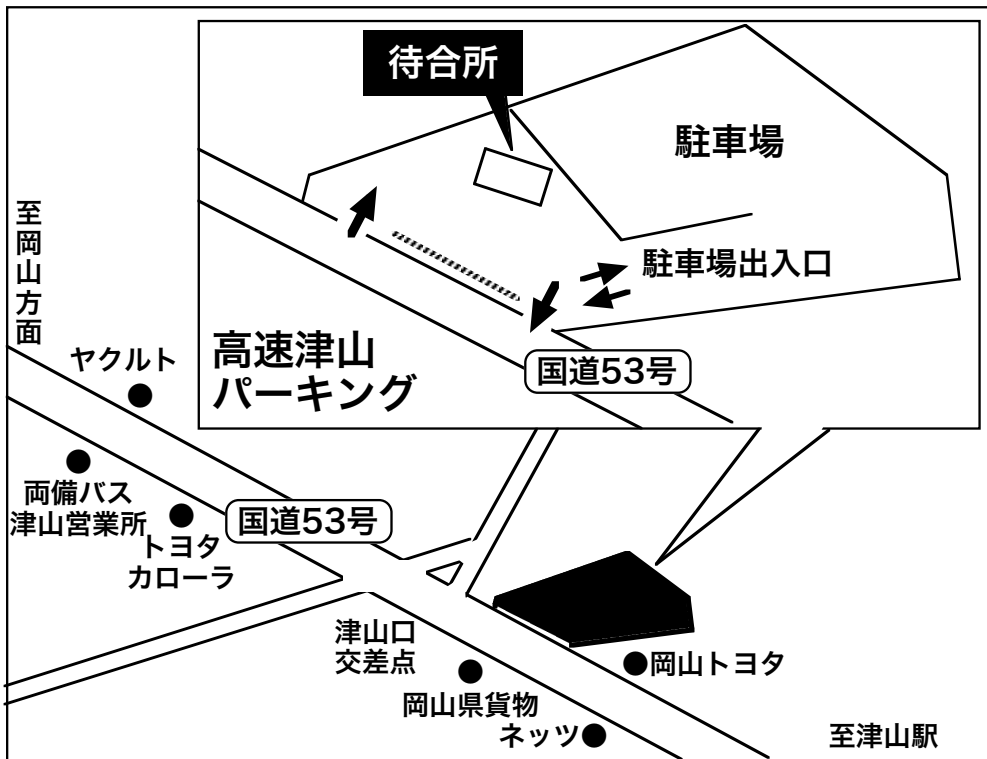 待合所
駐車場
駐車場出入口
高速津山
パーキング
国道53号
至岡山方面
ヤクルト
両備バス
津山営業所
トヨタ
カローラ
国道53号
津山口
交差点
岡山トヨタ
岡山県貨物
ネッツ
至津山駅